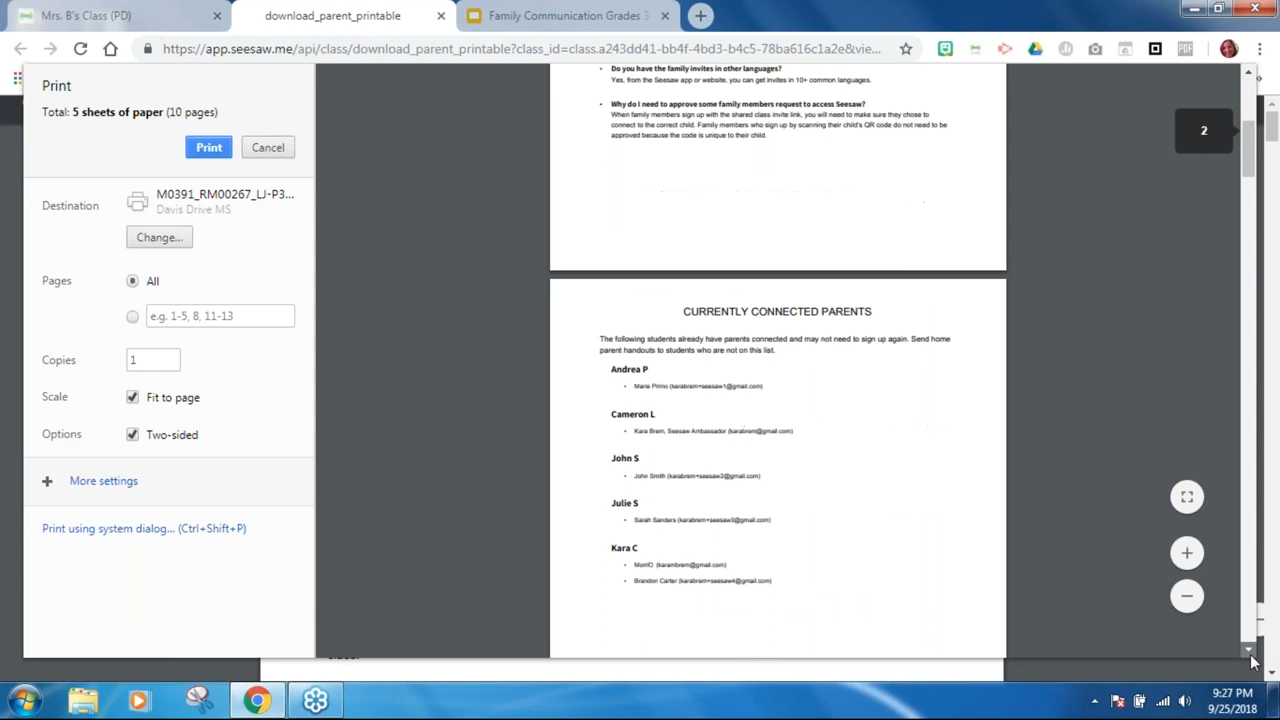 Mrs. B's Class (PD)
download_parent_printable
Family Communication Grades 3
https://app.seesaw.me/api/class/download_parent_printable?class_id=class.a243dd41-bb4f-4bd3-b4c5-78ba616c1a2e&vie...
PDF
Print
Total: 5 sheets of paper (10 pages)
Print
Cancel
Destination
M0391_RM00267_LJ-P3...
Davis Drive MS
Change...
Pages
All
e.g. 1-5, 8, 11-13
Copies
1
Scale
Fit to page
Options
Two-sided
More settings
Print using system dialog... (Ctrl+Shift+P)
• Do you have the family invites in other languages?
Yes, from the Seesaw app or website, you can get invites in 10+ common languages.
• Why do I need to approve some family members request to access Seesaw?
When family members sign up with the shared class invite link, you will need to make sure they chose to
connect to the correct child. Family members who sign up by scanning their child's QR code do not need to be
approved because the code is unique to their child.
2
CURRENTLY CONNECTED PARENTS
The following students already have parents connected and may not need to sign up again. Send home
parent handouts to students who are not on this list.
Andrea P
• Marie Primo (karabrem+seesaw1@gmail.com)
Cameron L
• Kara Brem, Seesaw Ambassador (karabrem@gmail.com)
John S
• John Smith (karabrem+seesaw2@gmail.com)
Julie S
• Sarah Sanders (karabrem+seesaw3@gmail.com)
Kara C
• (karambrem@gmail.com)
• Brandon Carter (karabrem+seesaw4@gmail.com)
9:27 PM
9/25/2018